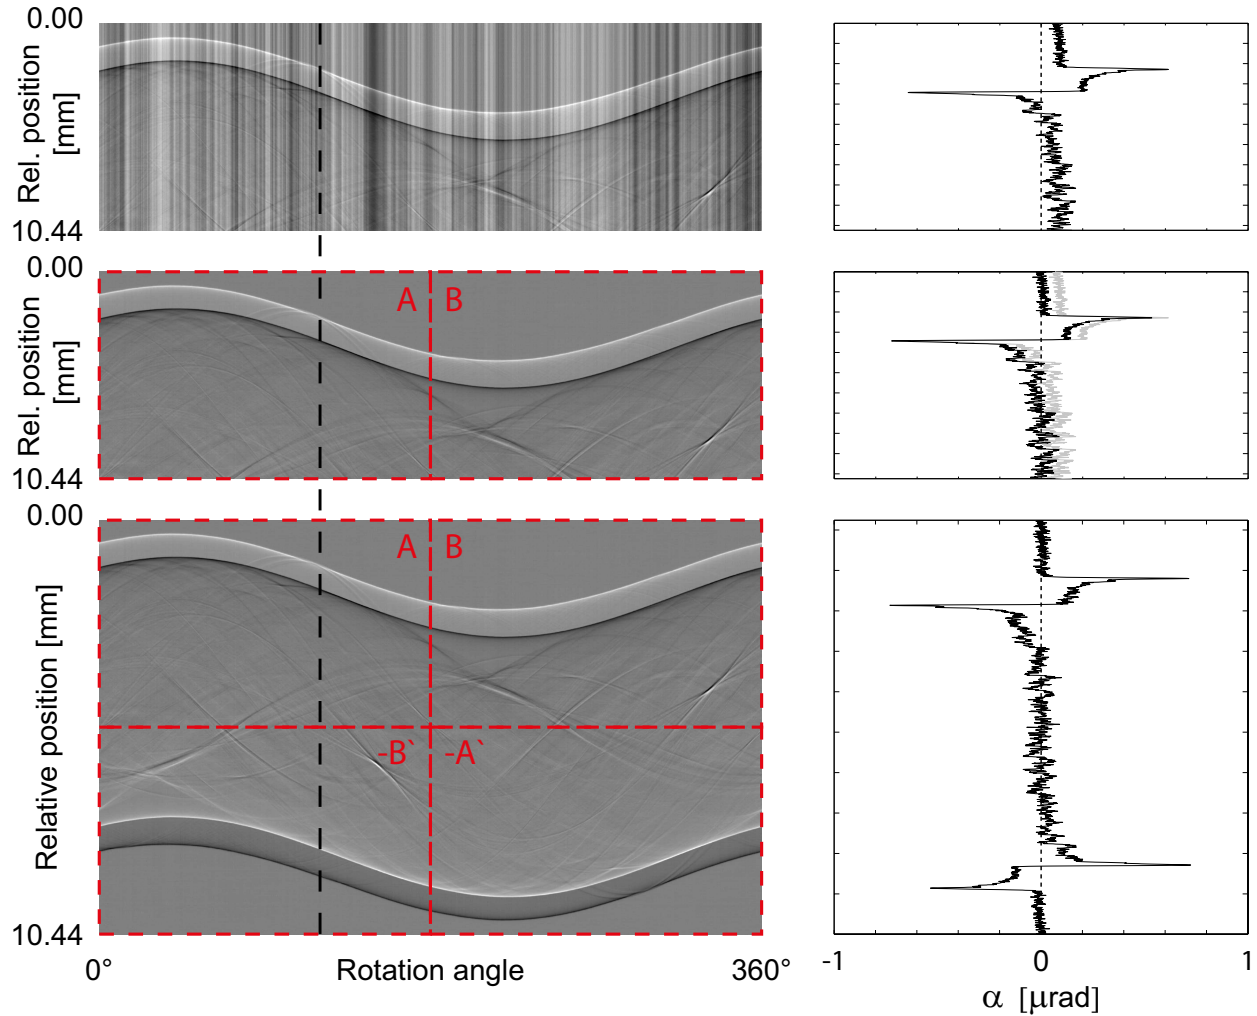 0.00
Rel. position
[mm]
10.44
0.00
Rel. position
[mm]
10.44
A B
0.00
Relative position [mm]
10.44
A B
-B` -A`
0° Rotation angle 360°
-1 0 1
α [μrad]